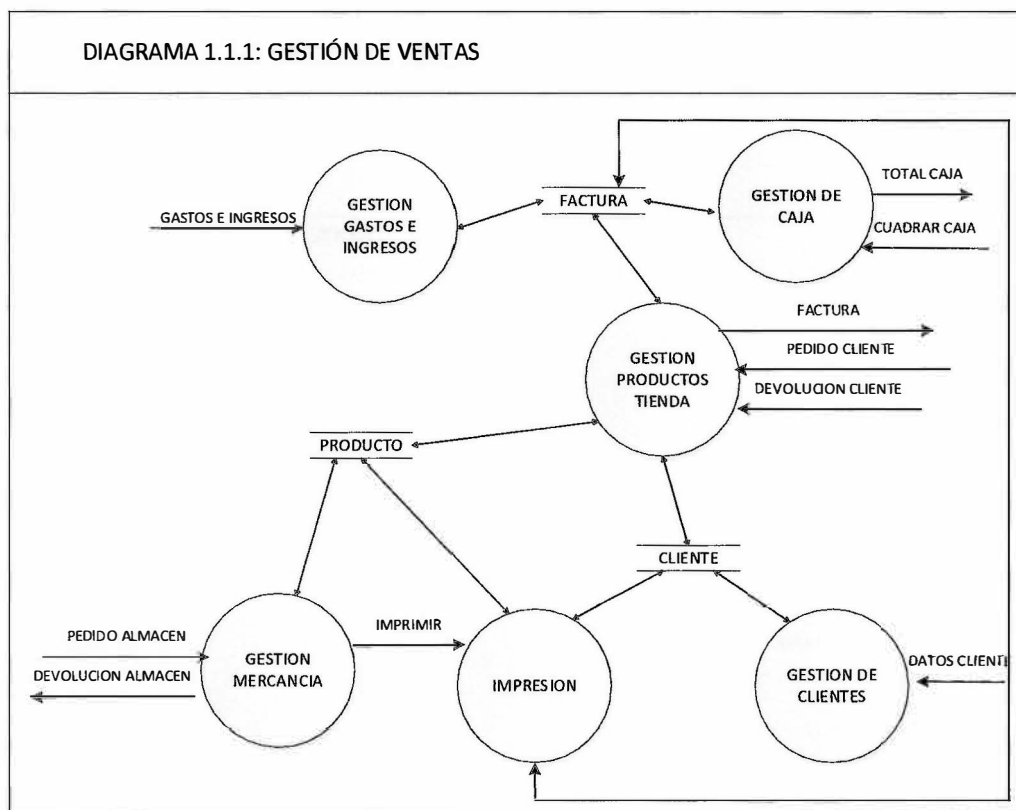 DIAGRAMA 1.1.1: GESTIÓN DE VENTAS
GESTION
GASTOS E
INGRESOS
GASTOS E INGRESOS
FACTURA
GESTION DE
CAJA
TOTAL CAJA
CUADRAR CAJA
GESTION
PRODUCTOS
TIENDA
FACTURA
PEDIDO CLIENTE
DEVOLUCION CLIENTE
PRODUCTO
CLIENTE
PEDIDO ALMACEN
DEVOLUCION ALMACEN
GESTION
MERCANCIA
IMPRIMIR
IMPRESION
GESTION DE
CLIENTES
DATOS CLIENTI